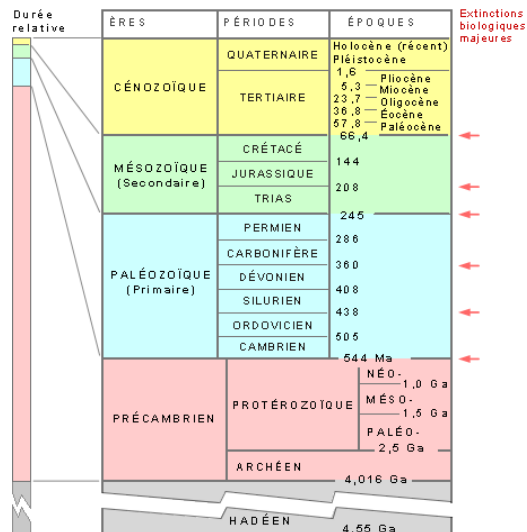 Durée
relative
ÈRES PÉRIODES ÉPOQUES
Extinctions
biologiques
majeures
CÉNOZOÏQUE
QUATERNAIRE
Holocène (récent)
Pléistocène
1,6
TERTIAIRE
Pliocène
5,3
Miocène
23,7
Oligocène
36,8
Éocène
57,8
Paléocène
66,4
MÉSOZOÏQUE
(Secondaire)
CRÉTACÉ
144
JURASSIQUE
208
TRIAS
245
PALÉOZOÏQUE
(Primaire)
PERMIEN
286
CARBONIFÈRE
360
DÉVONIEN
408
SILURIEN
438
ORDOVICIEN
505
CAMBRIEN
544 Ma
PRÉCAMBRIEN
PROTÉROZOÏQUE
NÉO-
1,0 Ga
MÉSO-
1,5 Ga
PALÉO-
2,5 Ga
ARCHÉEN
4,016 Ga
HADÉEN
4,55 Ga